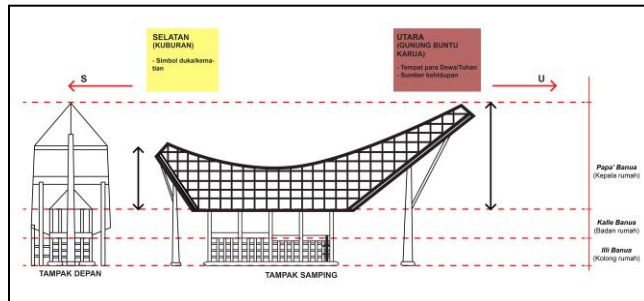 SELATAN
(KUBURAN)
- Simbol duka/kema-
tian
UTARA
(GUNUNG BUNTU
KARUA)
- Tempat para Dewa/Tuhan
- Sumber kehidupan
S
U
Papa' Banua
(Kepala rumah)
Kalle Banua
(Badan rumah)
Illi Banua
(Kolong rumah)
TAMPAK DEPAN
TAMPAK SAMPING